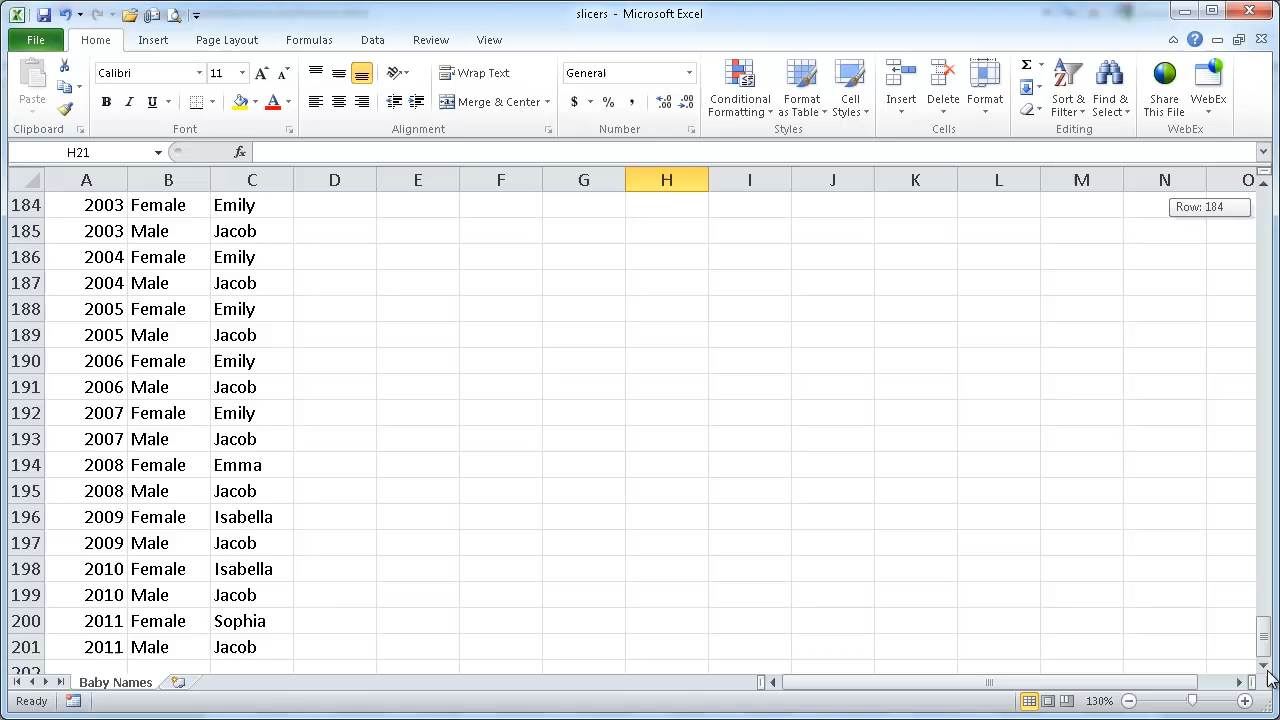 slicers - Microsoft Excel
File Home Insert Page Layout Formulas Data Review View
Calibri 11 Wrap Text General
Paste B I U Merge & Center $ % , Conditional Formatting Format as Table Cell Styles Insert Delete Format Σ Sort & Filter Find & Select Share This File WebEx
Clipboard Font Alignment Number Styles Cells Editing WebEx
H21 fx
A B C D E F G H I J K L M N O
184 2003 Female Emily Row: 184
185 2003 Male Jacob
186 2004 Female Emily
187 2004 Male Jacob
188 2005 Female Emily
189 2005 Male Jacob
190 2006 Female Emily
191 2006 Male Jacob
192 2007 Female Emily
193 2007 Male Jacob
194 2008 Female Emma
195 2008 Male Jacob
196 2009 Female Isabella
197 2009 Male Jacob
198 2010 Female Isabella
199 2010 Male Jacob
200 2011 Female Sophia
201 2011 Male Jacob
202
Baby Names
Ready 130%